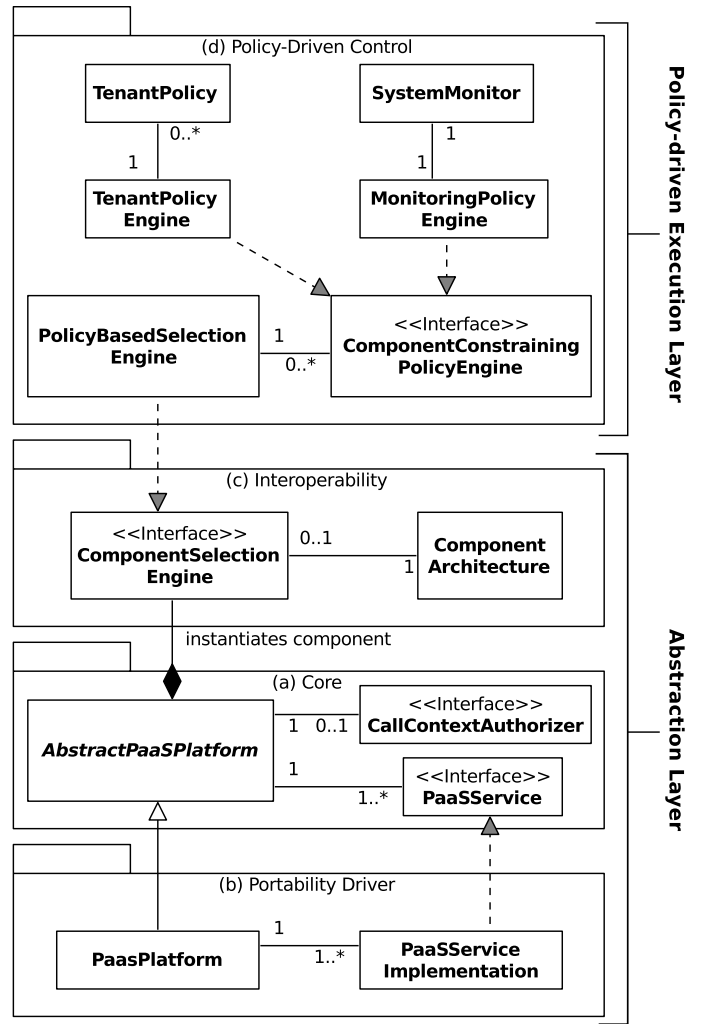 (d) Policy-Driven Control
TenantPolicy
SystemMonitor
0..*
1
1
1
TenantPolicy
Engine
MonitoringPolicy
Engine
PolicyBasedSelection
Engine
1
0..*
<<Interface>>
ComponentConstraining
PolicyEngine
Policy-driven Execution Layer
(c) Interoperability
<<Interface>>
ComponentSelection
Engine
0..1
1
Component
Architecture
instantiates component
(a) Core
AbstractPaaSPlatform
1
0..1
<<Interface>>
CallContextAuthorizer
1
1..*
<<Interface>>
PaaSService
Abstraction Layer
(b) Portability Driver
PaasPlatform
1
1..*
PaaSService
Implementation